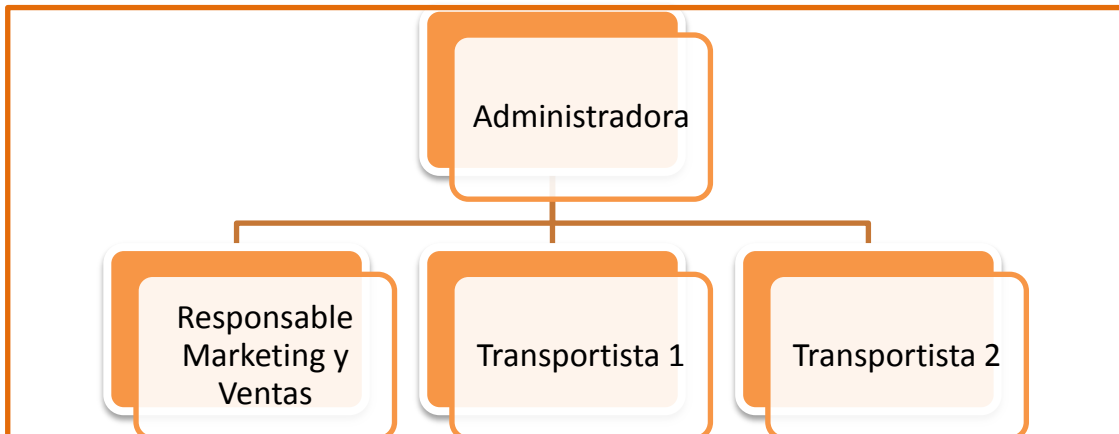 Administradora
Responsable
Marketing y
Ventas
Transportista 1
Transportista 2